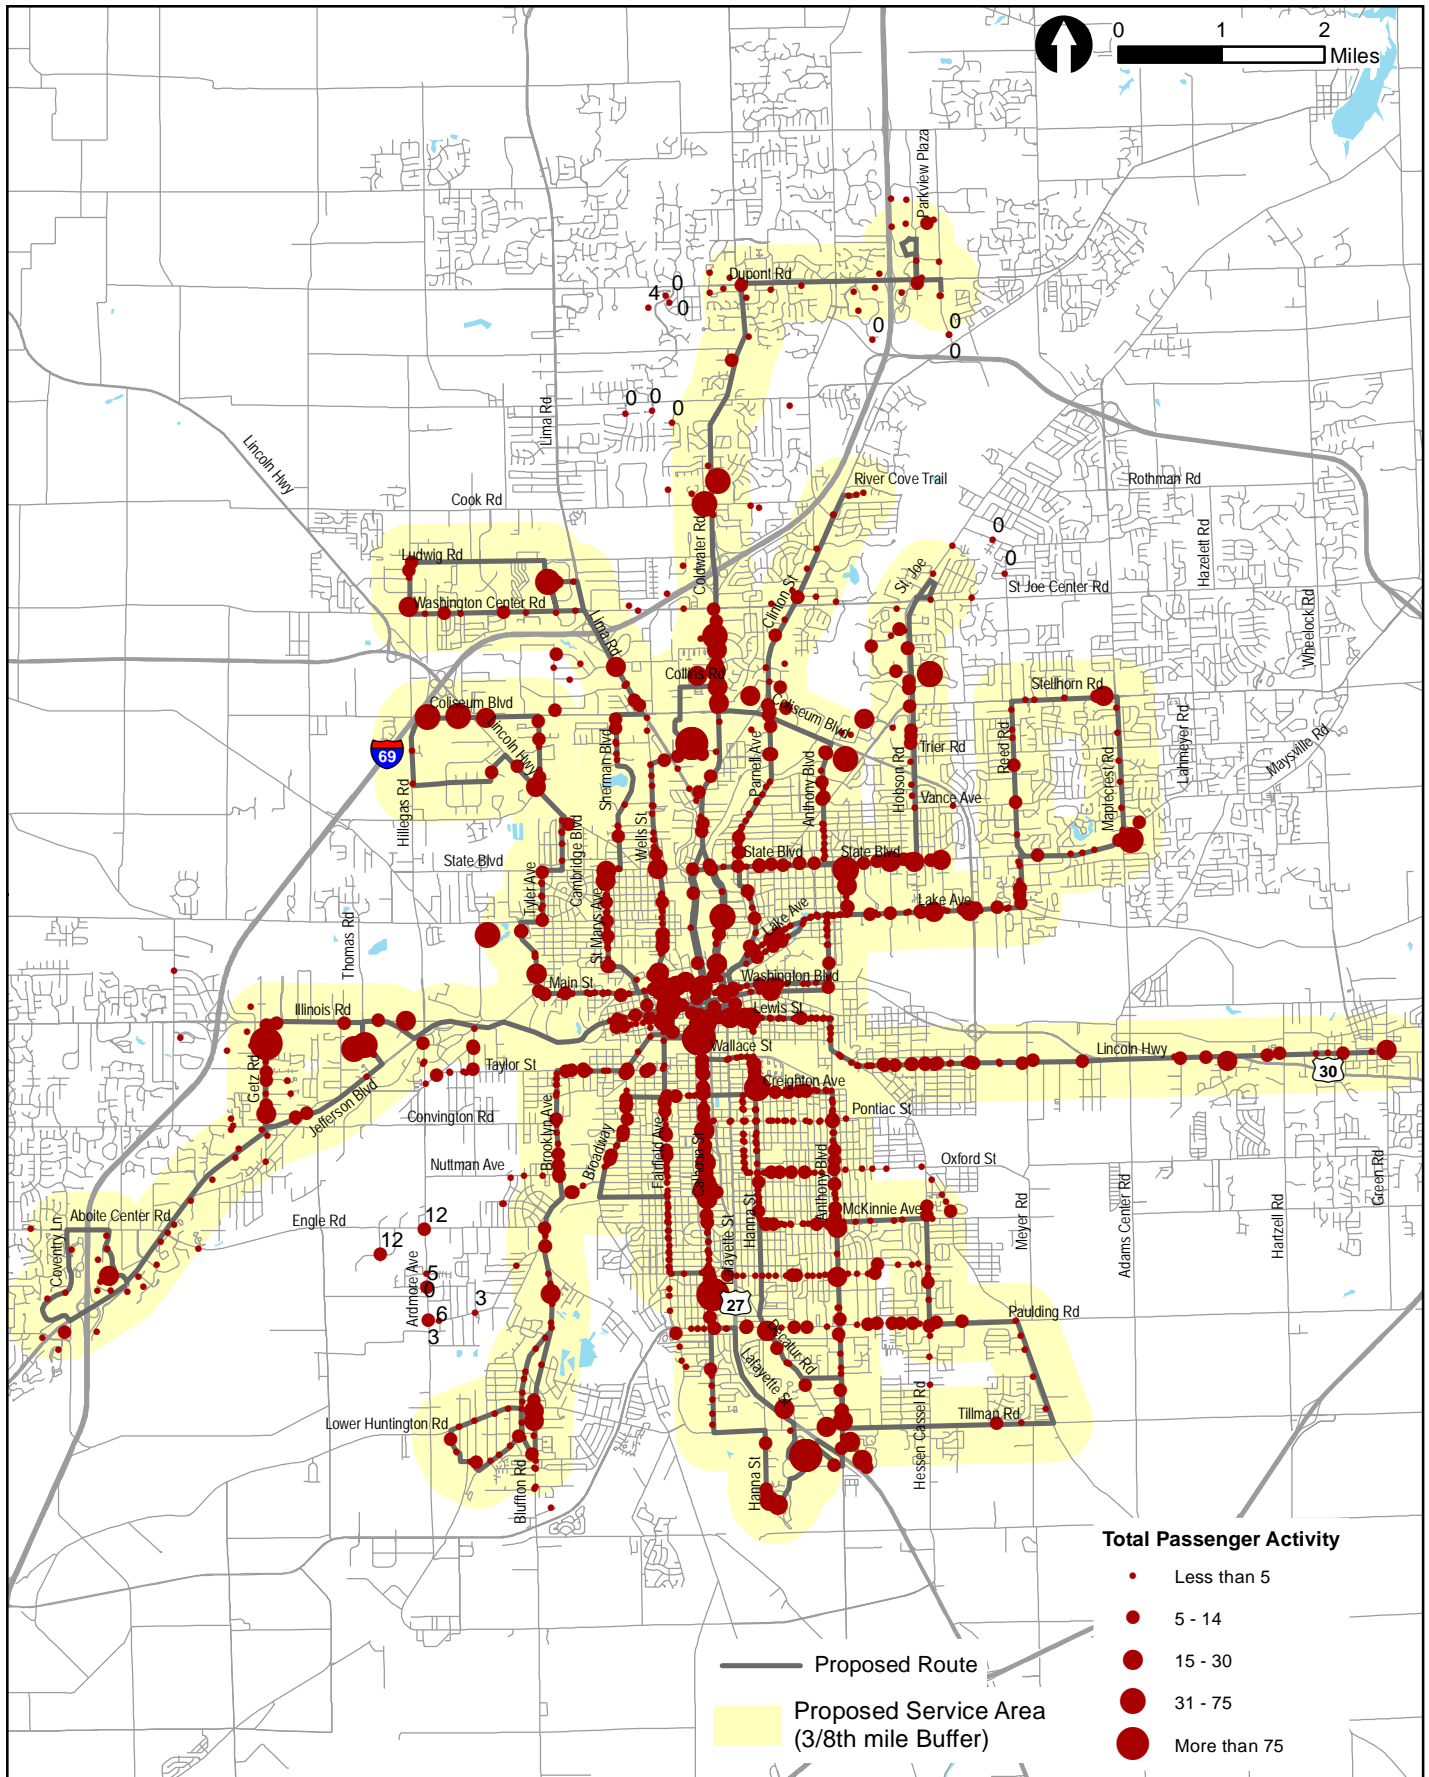 0 1 2
Miles
Parkview Plaza
Dupont Rd
0
4
0
0
0
0
0 0 0
Lima Rd
Lincoln Hwy
Cook Rd
River Cove Trail
Rothman Rd
Coldwater Rd
0
0
Hazelett Rd
Ludwig Rd
St Joe Center Rd
St. Joe
Washington Center Rd
Clinton St
Wheelock Rd
Lima Rd
Collins Rd
Stellhorn Rd
Coliseum Blvd
Coliseum Blvd
Lincoln Hwy
Lahmeyer Rd
69
Sherman Blvd
Parnell Ave
Trier Rd
Reed Rd
Maysville Rd
Hillegas Rd
Anthony Blvd
Hobson Rd
Vance Ave
Maplecrest Rd
Cambridge Blvd
Wells St
State Blvd
State Blvd
State Blvd
Tyler Ave
St Marys Ave
Lake Ave
Lake Ave
Thomas Rd
Main St
Washington Blvd
Illinois Rd
Lewis St
Wallace St
Lincoln Hwy
30
Taylor St
Getz Rd
Creighton Ave
Jefferson Blvd
Convington Rd
Pontiac St
Brooklyn Ave
Broadway
Fairfield Ave
Calhoun St
Nuttman Ave
Oxford St
Anthony Blvd
Adams Center Rd
Green Rd
Hanna St
McKinnie Ave
Aboite Center Rd
Engle Rd
12
Meyer Rd
Hartzell Rd
Coventry Ln
12
Lafayette St
Ardmore Ave
5
0
3
6
3
27
Paulding Rd
Decatur Rd
Lafayette St
Hessen Cassel Rd
Tillman Rd
Lower Huntington Rd
Bluffton Rd
Hanna St
Total Passenger Activity
Less than 5
5 - 14
15 - 30
31 - 75
More than 75
Proposed Route
Proposed Service Area
(3/8th mile Buffer)